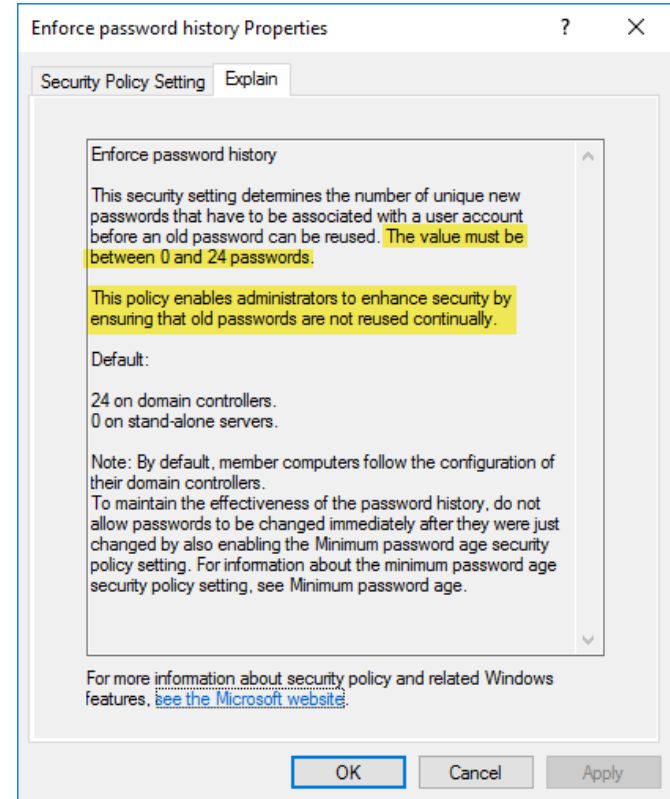 Enforce password history Properties
?
Security Policy Setting Explain
Enforce password history
This security setting determines the number of unique new
passwords that have to be associated with a user account
before an old password can be reused. The value must be
between 0 and 24 passwords.
This policy enables administrators to enhance security by
ensuring that old passwords are not reused continually.
Default:
24 on domain controllers.
0 on stand-alone servers.
Note: By default, member computers follow the configuration of
their domain controllers.
To maintain the effectiveness of the password history, do not
allow passwords to be changed immediately after they were just
changed by also enabling the Minimum password age security
policy setting. For information about the minimum password age
security policy setting, see Minimum password age.
For more information about security policy and related Windows
features, see the Microsoft website.
OK Cancel Apply